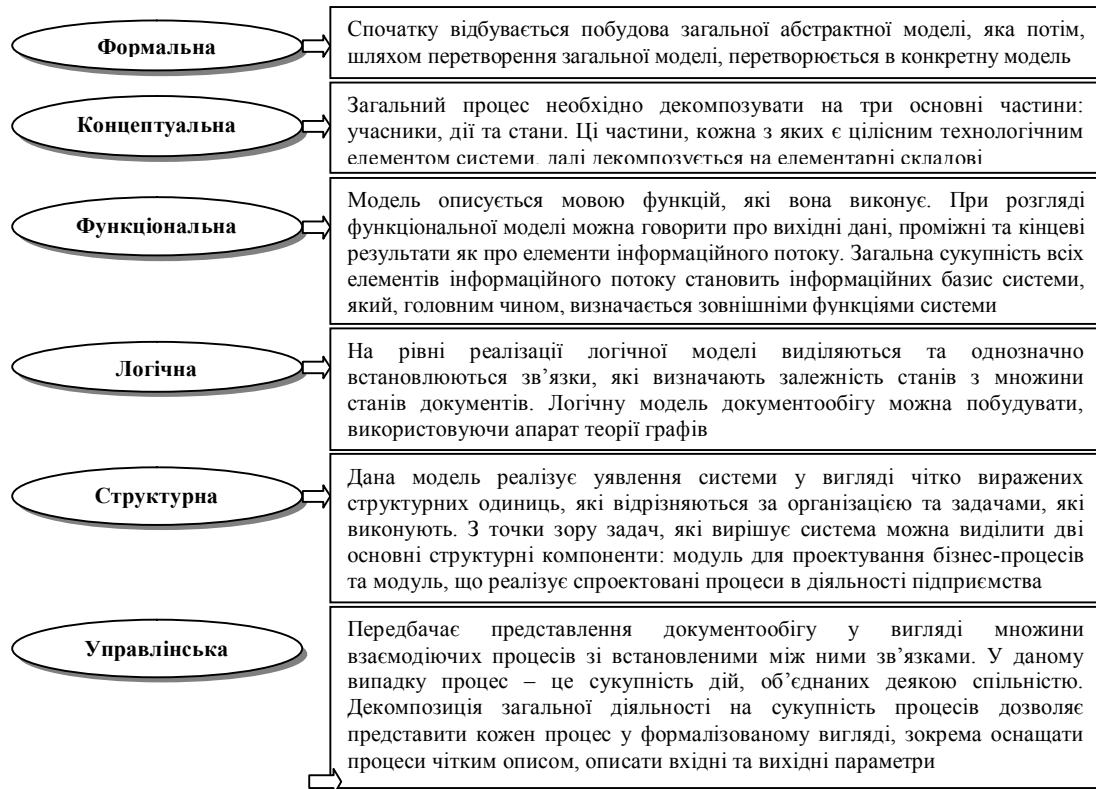 Формальна
Спочатку відбувається побудова загальної абстрактної моделі, яка потім,
шляхом перетворення загальної моделі, перетворюється в конкретну модель
Концептуальна
Загальний процес необхідно декомпозувати на три основні частини:
учасники, дії та стани. Ці частини, кожна з яких є цілісним технологічним
елементом системи, далі декомпозується на елементарні складові
Функціональна
Модель описується мовою функцій, які вона виконує. При розгляді
функціональної моделі можна говорити про вихідні дані, проміжні та кінцеві
результати як про елементи інформаційного потоку. Загальна сукупність всіх
елементів інформаційного потоку становить інформаційних базис системи,
який, головним чином, визначається зовнішніми функціями системи
Логічна
На рівні реалізації логічної моделі виділяються та однозначно
встановлюються зв’язки, які визначають залежність станів з множини
станів документів. Логічну модель документообігу можна побудувати,
використовуючи апарат теорії графів
Структурна
Дана модель реалізує уявлення системи у вигляді чітко виражених
структурних одиниць, які відрізняються за організацією та задачами, які
виконують. З точки зору задач, які вирішує система можна виділити дві
основні структурні компоненти: модуль для проектування бізнес-процесів
та модуль, що реалізує спроектовані процеси в діяльності підприємства
Управлінська
Передбачає представлення документообігу у вигляді множини
взаємодіючих процесів зі встановленими між ними зв’язками. У даному
випадку процес – це сукупність дій, об’єднаних деякою спільністю.
Декомпозиція загальної діяльності на сукупність процесів дозволяє
представити кожен процес у формалізованому вигляді, зокрема оснащати
процеси чітким описом, описати вхідні та вихідні параметри